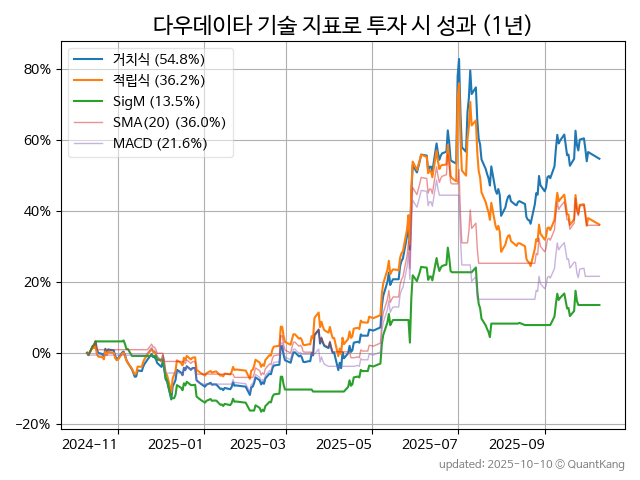 다우데이타 기술 지표로 투자 시 성과 (1년)
거치식 (54.8%)
적립식 (36.2%)
SigM (13.5%)
SMA(20) (36.0%)
MACD (21.6%)
80%
60%
40%
20%
0%
−20%
2024-11
2025-01
2025-03
2025-05
2025-07
2025-09
updated: 2025-10-10 © QuantKang